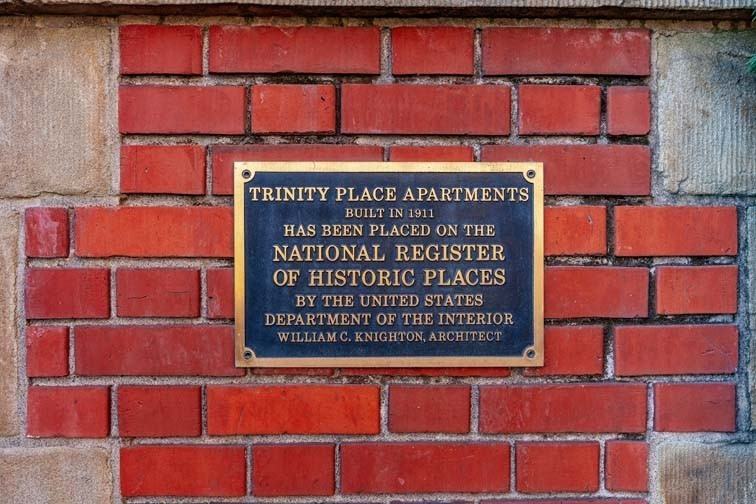 TRINITY PLACE APARTMENTS
BUILT IN 1911
HAS BEEN PLACED ON THE
NATIONAL REGISTER
OF HISTORIC PLACES
BY THE UNITED STATES
DEPARTMENT OF THE INTERIOR
WILLIAM C. KNIGHTON, ARCHITECT